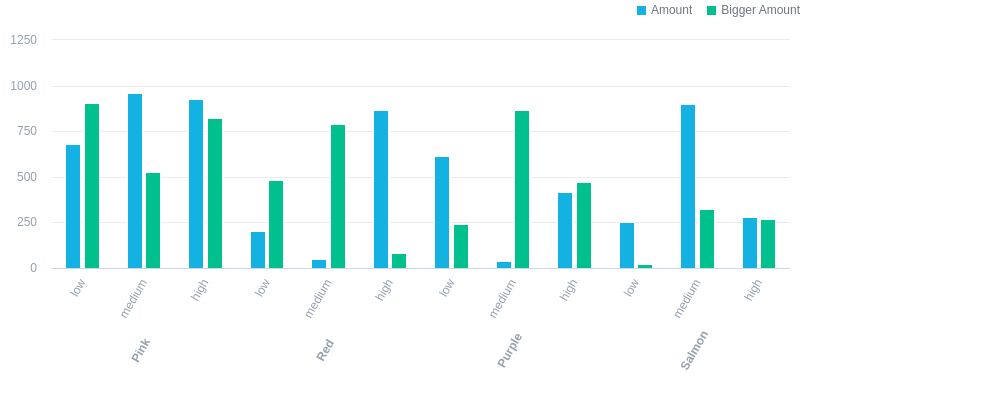 Amount Bigger Amount
1250
1000
750
500
250
0
low medium high low medium high low medium high low medium high
Pink Red Purple Salmon